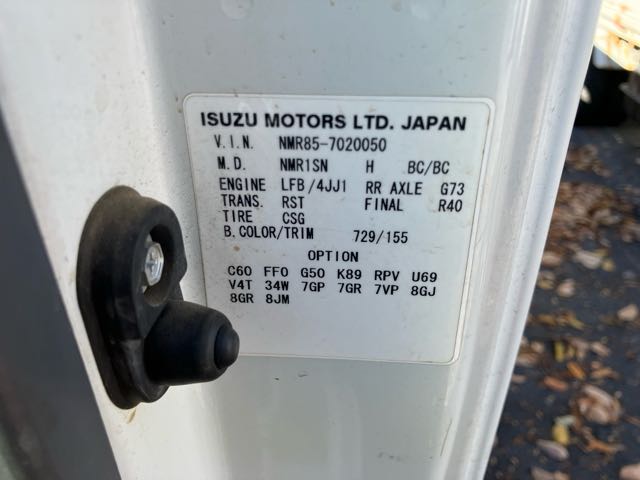 ISUZU MOTORS LTD. JAPAN
V.I.N. NMR85-7020050
M.D. NMR1SN H BC/BC
ENGINE LFB/4JJ1 RR AXLE G73
TRANS. RST FINAL R40
TIRE CSG
B.COLOR/TRIM 729/155
OPTION
C60 FF0 G50 K89 RPV U69
V4T 34W 7GP 7GR 7VP 8GJ
8GR 8JM